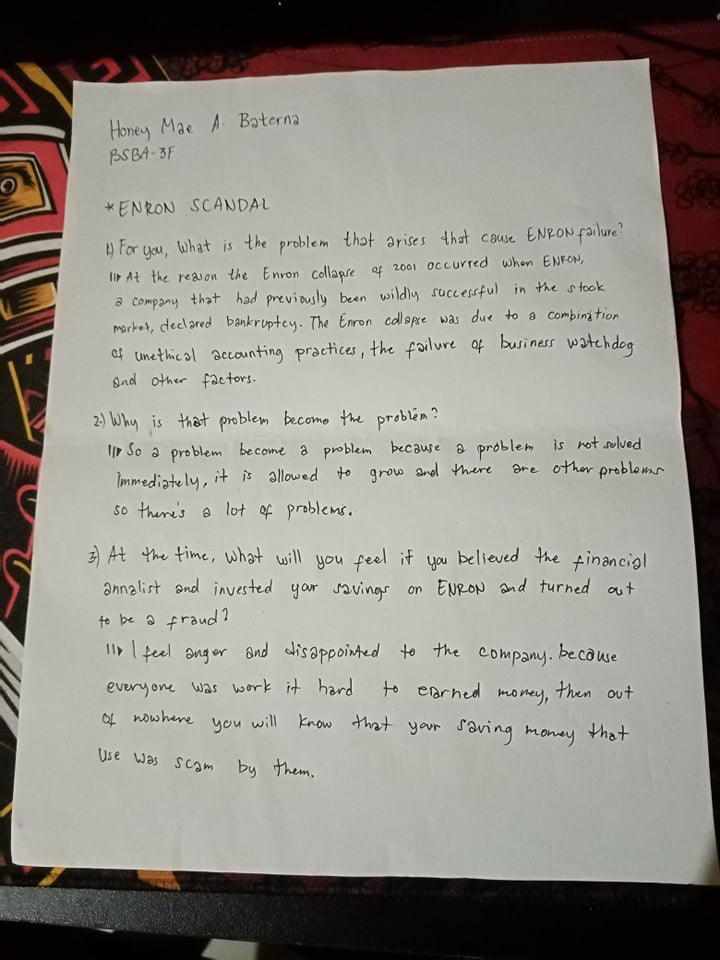 Honey Mae A. Baterna
BSBA-3F
* ENRON SCANDAL
1) For you, What is the problem that arises that cause ENRON failure?
At the reason the Enron collapse of 2001 occurred when ENRON,
a company that had previously been wildly successful in the stock
market, declared bankruptcy. The Enron collapse was due to a combination
of unethical accounting practices, the failure of business watchdog
and other factors.
2.) Why is that problem become the problem?
So a problem become a problem because a problem is not solved
immediately, it is allowed to grow and there are other problems
so there's a lot of problems.
3) At the time, what will you feel if you believed the financial
annalist and invested your savings on ENRON and turned out
to be a fraud?
I feel anger and disappointed to the company. because
everyone was work it hard to earned money, then out
of nowhere you will know that your saving money that
use was scam by them.